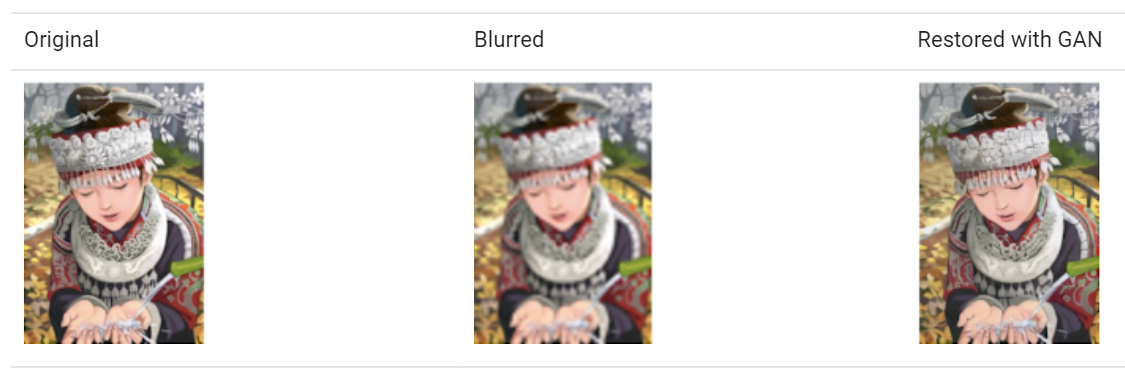 Original
Blurred
Restored with GAN